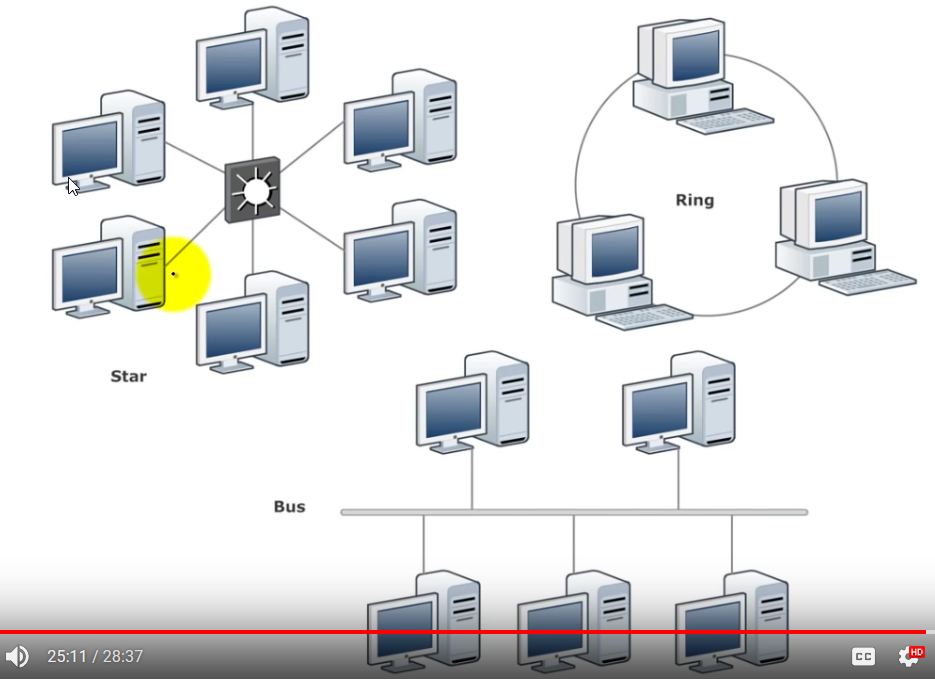 Ring
Star
Bus
25:11 / 28:37
CC
HD